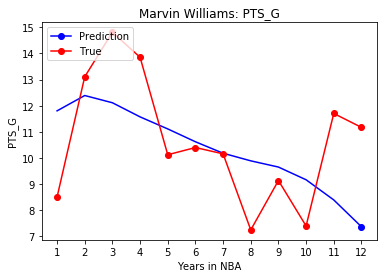 Marvin Williams: PTS_G
Prediction
True
15
14
13
12
11
10
9
8
7
PTS_G
1 2 3 4 5 6 7 8 9 10 11 12
Years in NBA